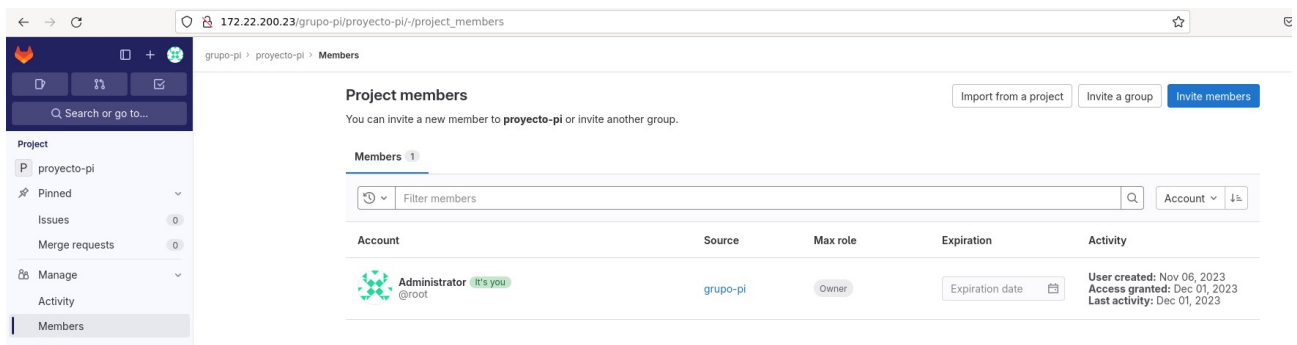 172.22.200.23/grupo-pi/proyecto-pi/-/project_members
grupo-pi > proyecto-pi > Members
Search or go to...
Project
P proyecto-pi
Pinned
Issues 0
Merge requests 0
Manage
Activity
Members
Project members
Import from a project
Invite a group
Invite members
You can invite a new member to proyecto-pi or invite another group.
Members 1
Filter members
Account
Account Source Max role Expiration Activity
Administrator It's you
@root
grupo-pi
Owner
Expiration date
User created: Nov 06, 2023
Access granted: Dec 01, 2023
Last activity: Dec 01, 2023